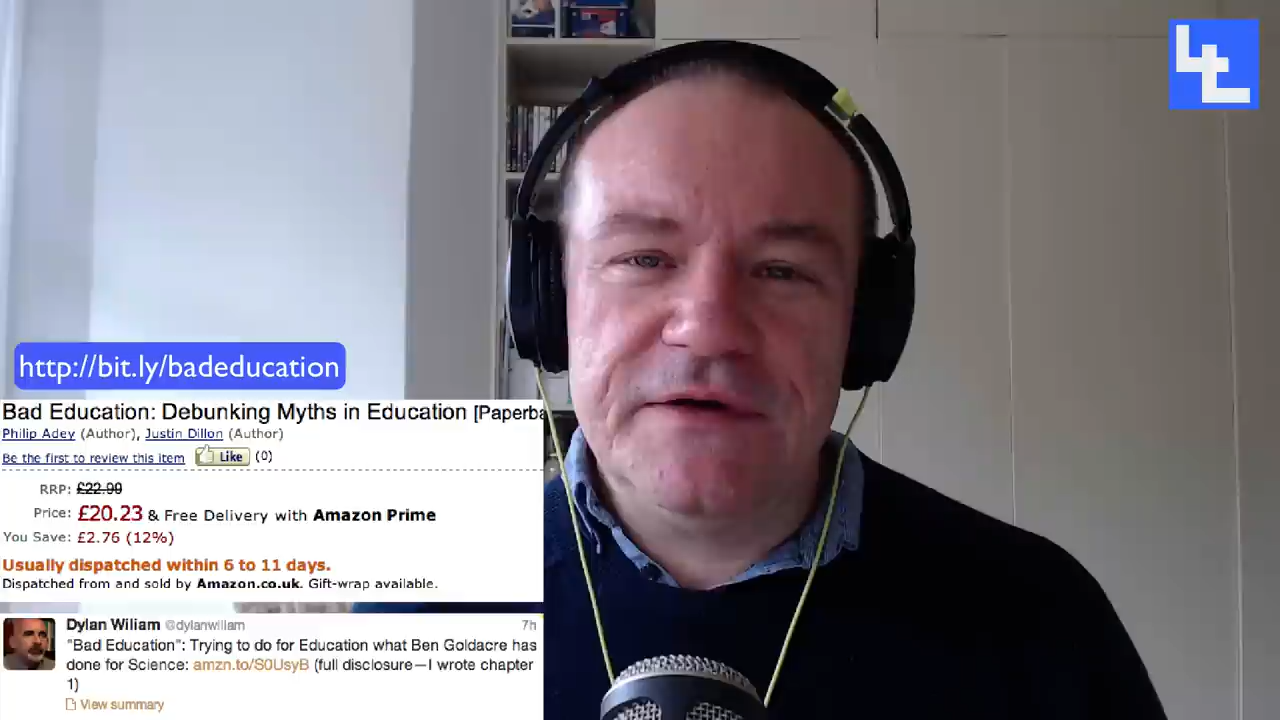 http://bit.ly/badeducation
Bad Education: Debunking Myths in Education [Paperba
Philip Adey (Author), Justin Dillon (Author)
Be the first to review this item Like (0)
RRP: £22.99
Price: £20.23 & Free Delivery with Amazon Prime
You Save: £2.76 (12%)
Usually dispatched within 6 to 11 days.
Dispatched from and sold by Amazon.co.uk. Gift-wrap available.
Dylan Wiliam @dylanwiliam 7h
"Bad Education": Trying to do for Education what Ben Goldacre has
done for Science: amzn.to/S0UsyB (full disclosure—I wrote chapter
1)
View summary